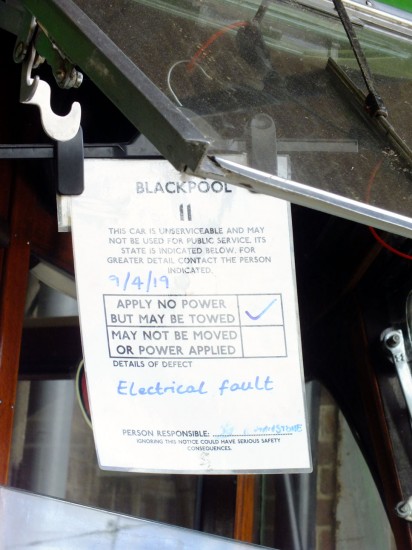 BLACKPOOL
11
THIS CAR IS UNSERVICEABLE AND MAY
NOT BE USED FOR PUBLIC SERVICE. ITS
STATE IS INDICATED BELOW. FOR
GREATER DETAIL CONTACT THE PERSON
INDICATED.
9/4/19
APPLY NO POWER
BUT MAY BE TOWED ✓
MAY NOT BE MOVED
OR POWER APPLIED
DETAILS OF DEFECT
Electrical fault
PERSON RESPONSIBLE:
IGNORING THIS NOTICE COULD HAVE SERIOUS SAFETY
CONSEQUENCES.